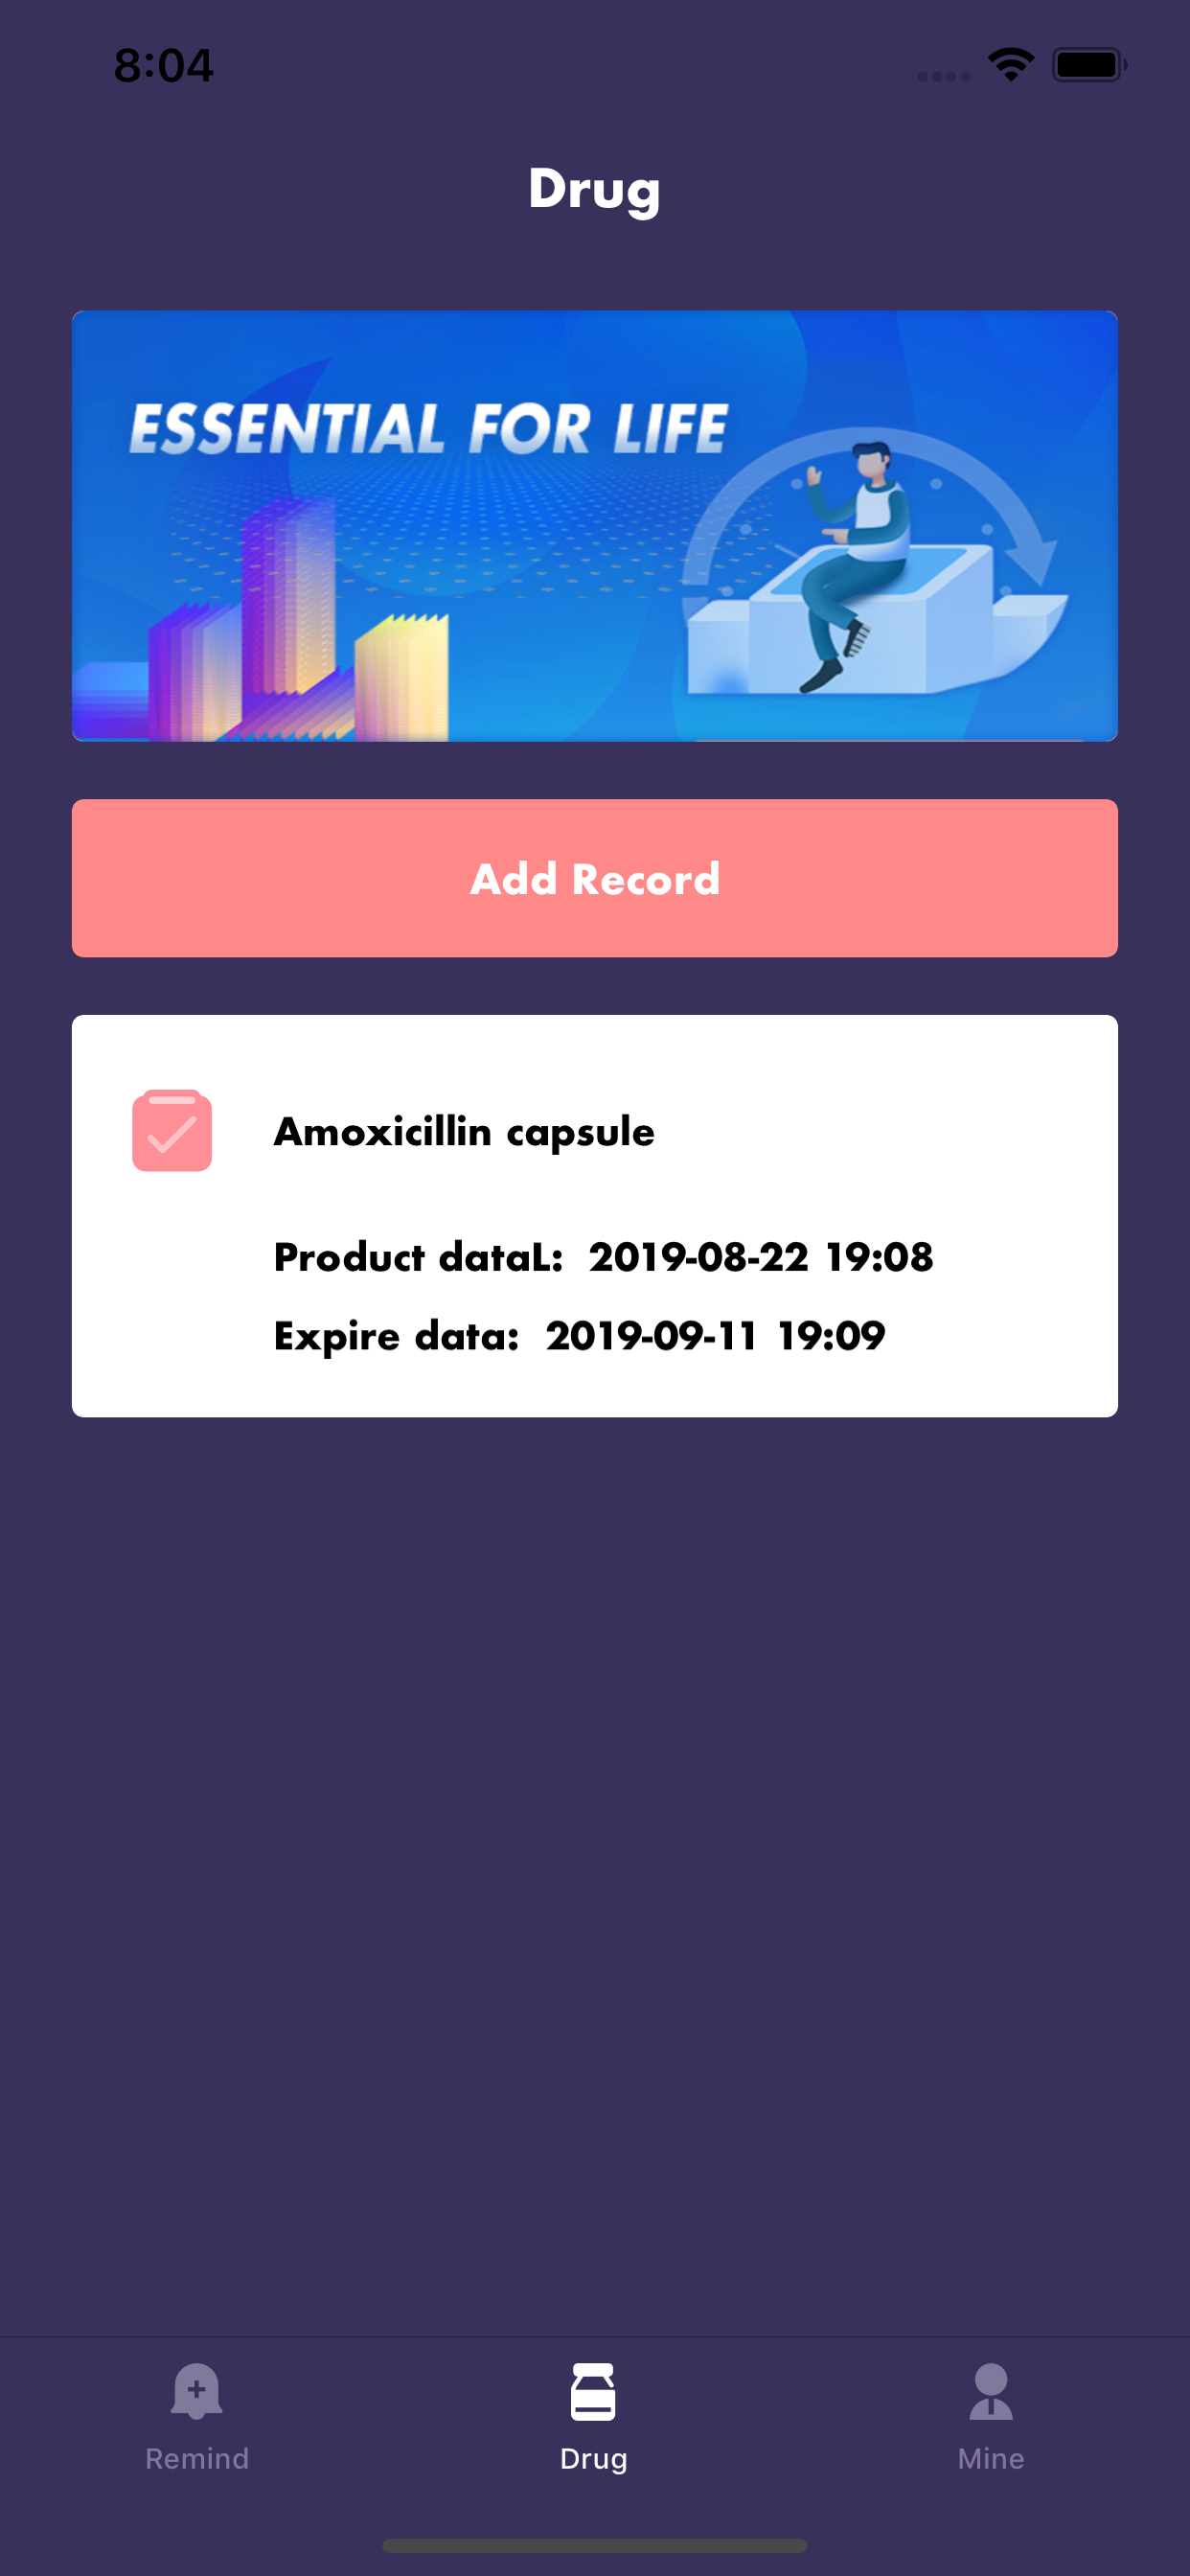 8:04
Drug
ESSENTIAL FOR LIFE
Add Record
Amoxicillin capsule
Product dataL: 2019-08-22 19:08
Expire data: 2019-09-11 19:09
Remind
Drug
Mine